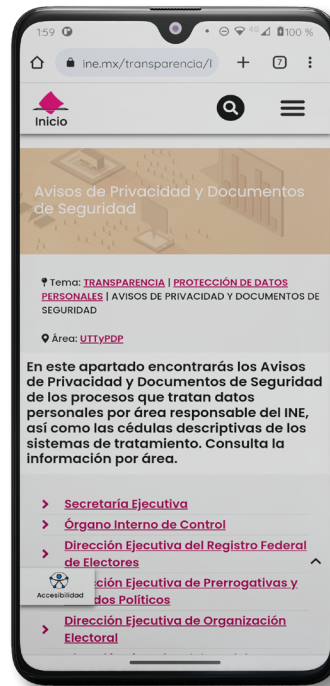 1:59
4G
100 %
ine.mx/transparencia/l
7
Inicio
Avisos de Privacidad y Documentos
de Seguridad
Tema: TRANSPARENCIA | PROTECCIÓN DE DATOS
PERSONALES | AVISOS DE PRIVACIDAD Y DOCUMENTOS DE
SEGURIDAD
Área: UTTyPDP
En este apartado encontrarás los Avisos
de Privacidad y Documentos de Seguridad
de los procesos que tratan datos
personales por área responsable del INE,
así como las cédulas descriptivas de los
sistemas de tratamiento. Consulta la
información por área.
Secretaría Ejecutiva
Órgano Interno de Control
Dirección Ejecutiva del Registro Federal
de Electores
ción Ejecutiva de Prerrogativas y
dos Políticos
Accesibilidad
Dirección Ejecutiva de Organización
Electoral